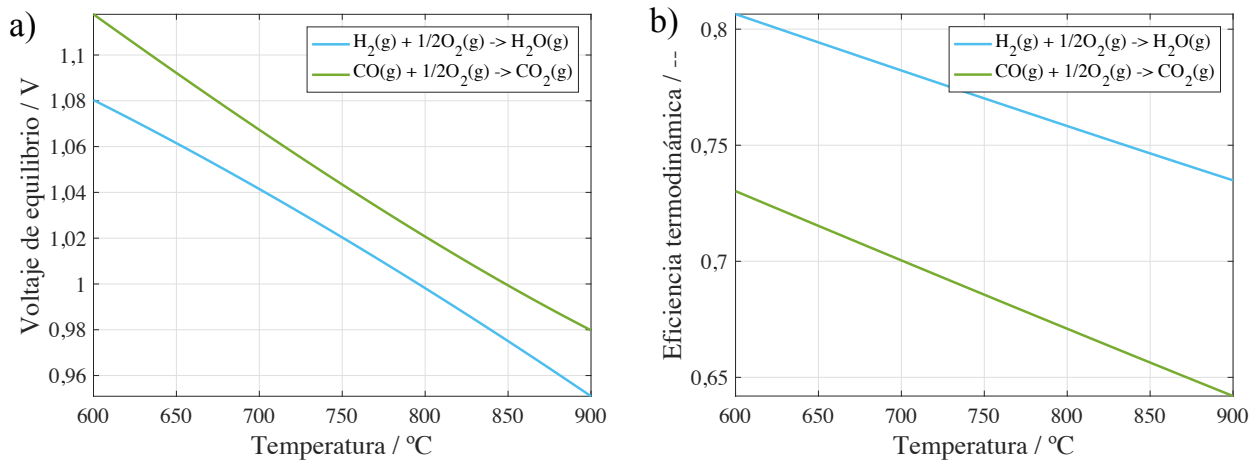 a)
H₂(g) + 1/2O₂(g) -> H₂O(g)
CO(g) + 1/2O₂(g) -> CO₂(g)
Voltaje de equilibrio / V
1,1
1,08
1,06
1,04
1,02
1
0,98
0,96
600 650 700 750 800 850 900
Temperatura / ºC
b)
H₂(g) + 1/2O₂(g) -> H₂O(g)
CO(g) + 1/2O₂(g) -> CO₂(g)
Eficiencia termodinámica / --
0,8
0,75
0,7
0,65
600 650 700 750 800 850 900
Temperatura / ºC